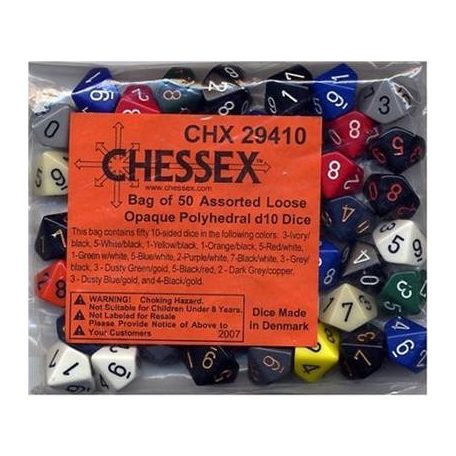 CHX 29410
CHESSEX™
www.chessex.com
Bag of 50 Assorted Loose
Opaque Polyhedral d10 Dice
This bag contains fifty 10-sided dice in the following colors: 3-Ivory/
black, 5-White/black, 1-Yellow/black, 1-Orange/black, 5-Red/white,
1-Green w/white, 5-Blue/white, 2-Purple/white, 7-Black/white, 3 - Grey/
black, 3 - Dusty Green/gold, 5-Black/red, 2 - Dark Grey/copper,
3 - Dusty Blue/gold, and 4-Black/gold.
WARNING! Choking Hazard.
Not Suitable for Children Under 8 Years.
Not Labeled for Resale
Please Provide Notice of Above to
Your Customers
2007
Dice Made in
Denmark